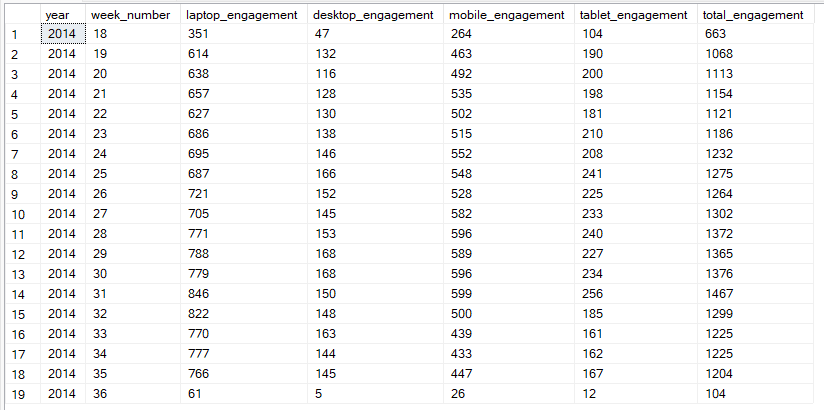 year week_number laptop_engagement desktop_engagement mobile_engagement tablet_engagement total_engagement
1 2014 18 351 47 264 104 663
2 2014 19 614 132 463 190 1068
3 2014 20 638 116 492 200 1113
4 2014 21 657 128 535 198 1154
5 2014 22 627 130 502 181 1121
6 2014 23 686 138 515 210 1186
7 2014 24 695 146 552 208 1232
8 2014 25 687 166 548 241 1275
9 2014 26 721 152 528 225 1264
10 2014 27 705 145 582 233 1302
11 2014 28 771 153 596 240 1372
12 2014 29 788 168 589 227 1365
13 2014 30 779 168 596 234 1376
14 2014 31 846 150 599 256 1467
15 2014 32 822 148 500 185 1299
16 2014 33 770 163 439 161 1225
17 2014 34 777 144 433 162 1225
18 2014 35 766 145 447 167 1204
19 2014 36 61 5 26 12 104